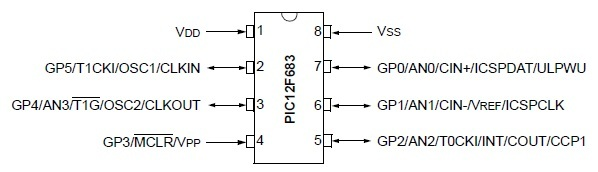 VDD 1 8 VSS
GP5/T1CKI/OSC1/CLKIN 2 7 GP0/AN0/CIN+/ICSPDAT/ULPWU
GP4/AN3/T1G/OSC2/CLKOUT 3 6 GP1/AN1/CIN-/VREF/ICSPCLK
GP3/MCLR/VPP 4 5 GP2/AN2/T0CKI/INT/COUT/CCP1
PIC12F683